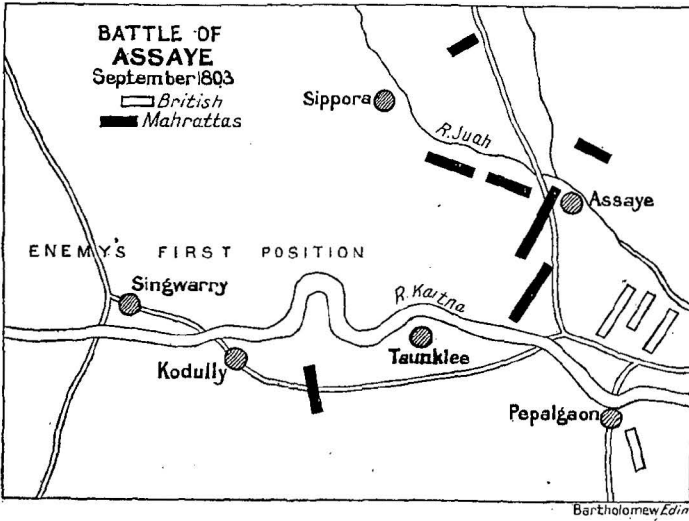 BATTLE OF
ASSAYE
September 1803
British
Mahrattas
Sippora
R. Juah
Assaye
ENEMY'S FIRST POSITION
Singwarry
R. Kaitna
Taunklee
Kodully
Pepalgaon
Bartholomew Edin